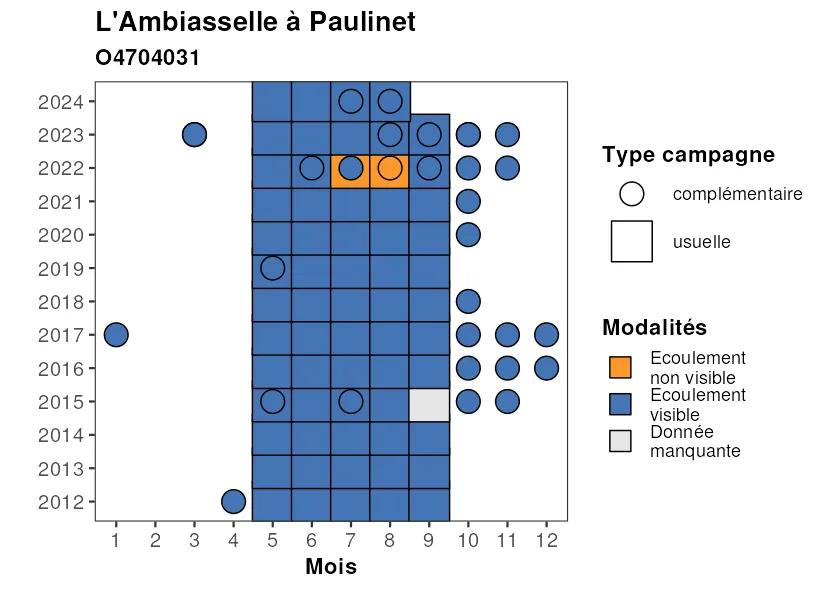 L'Ambiasselle à Paulinet
O4704031
2024
2023
2022
2021
2020
2019
2018
2017
2016
2015
2014
2013
2012
1 2 3 4 5 6 7 8 9 10 11 12
Mois
Type campagne
complémentaire
usuelle
Modalités
Ecoulement
non visible
Ecoulement
visible
Donnée
manquante